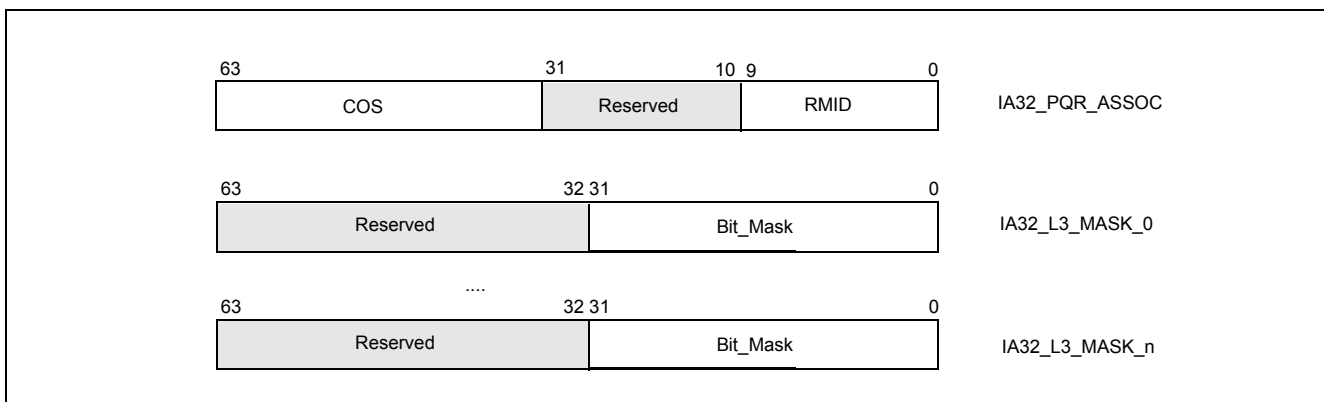 63 31 10 9 0
COS Reserved RMID IA32_PQR_ASSOC
63 32 31 0
Reserved Bit_Mask IA32_L3_MASK_0
....
63 32 31 0
Reserved Bit_Mask IA32_L3_MASK_n